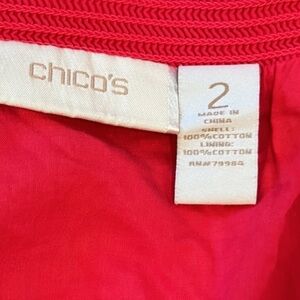 chico's
2
MADE IN
CHINA
SHELL:
100%COTTON
LINING:
100%COTTON
RN#79984